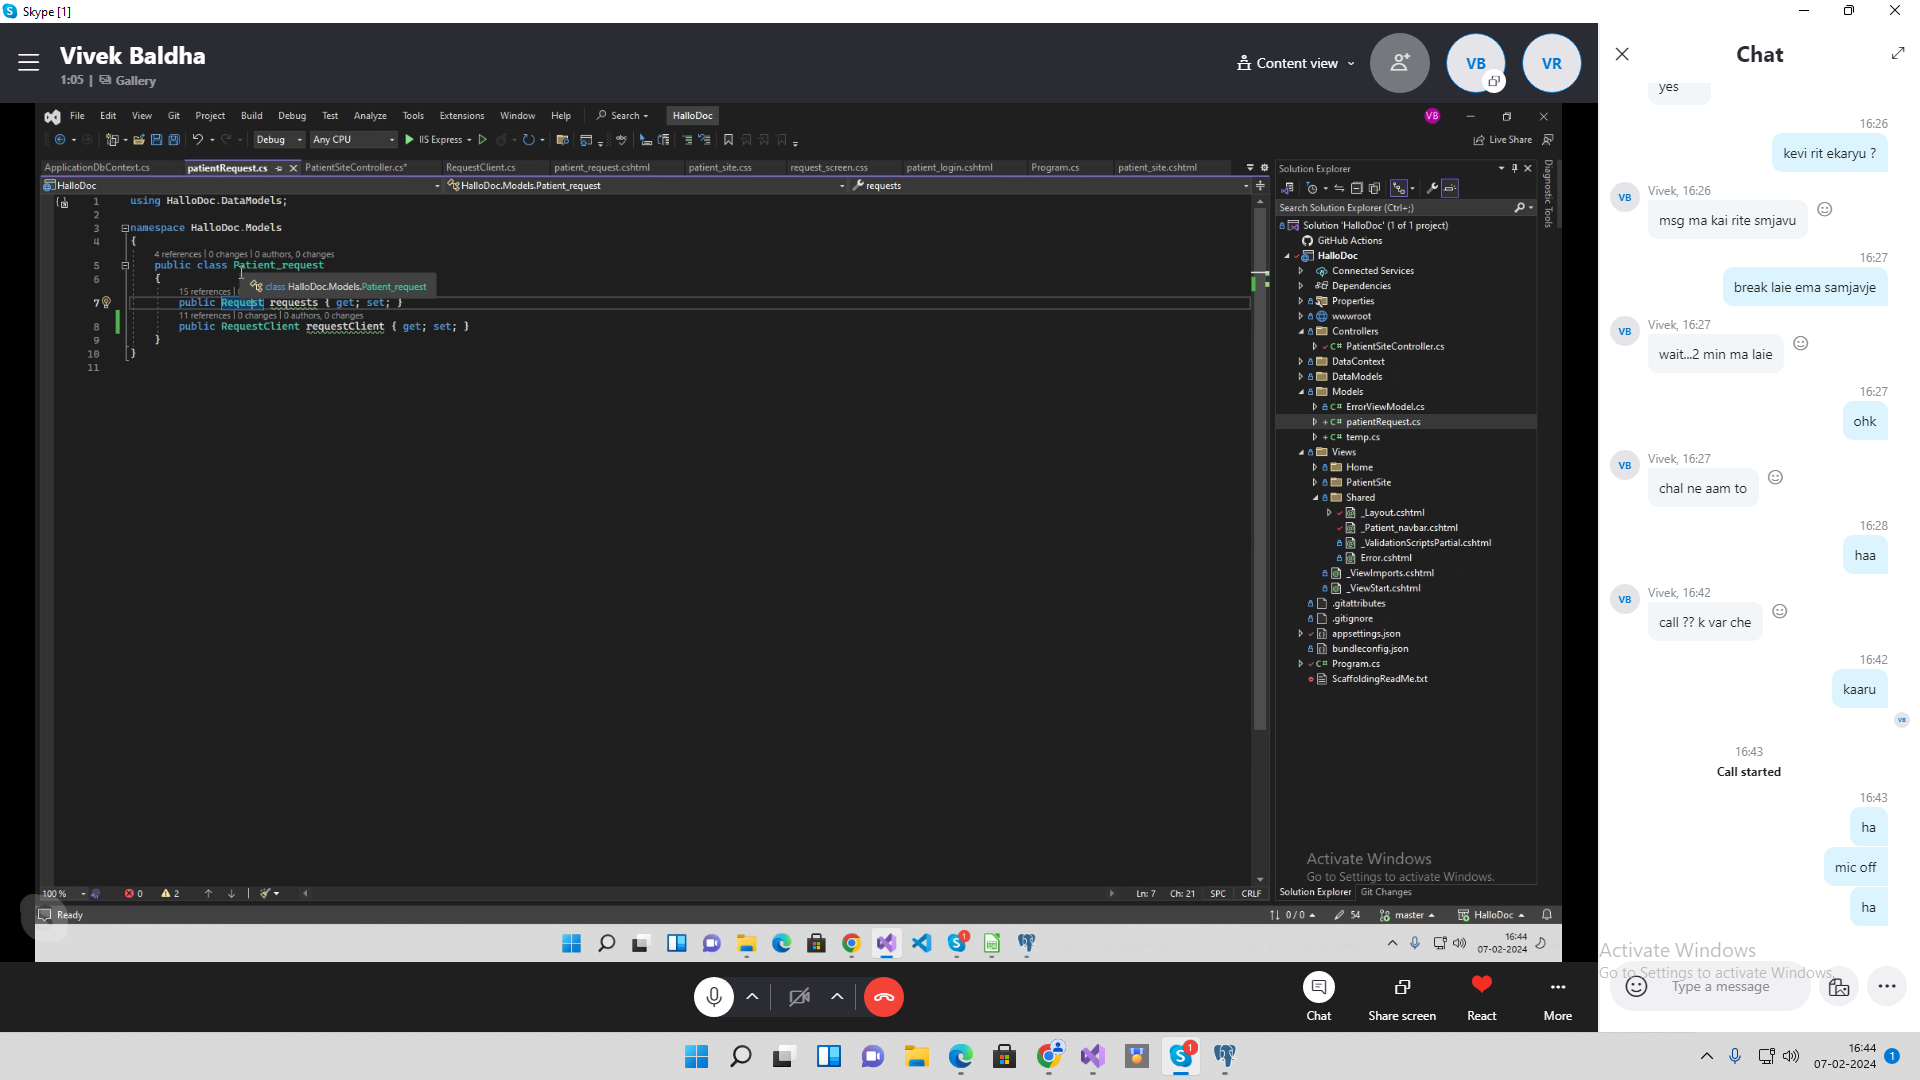 Skype [1]
Vivek Baldha
1:05 | Gallery
Content view
VB
VR
File Edit View Git Project Build Debug Test Analyze Tools Extensions Window Help Search HalloDoc
VB
Debug Any CPU IIS Express
Live Share
ApplicationDbContext.cs patientRequest.cs PatientSiteController.cs* RequestClient.cs patient_request.cshtml patient_site.css request_screen.css patient_login.cshtml Program.cs patient_site.cshtml
HalloDoc HalloDoc.Models.Patient_request requests
1 using HalloDoc.DataModels;
2
3 namespace HalloDoc.Models
4 {
4 references | 0 changes | 0 authors, 0 changes
5 public class Patient_request
6 {
15 references |
class HalloDoc.Models.Patient_request
7 public Request requests { get; set; }
11 references | 0 changes | 0 authors, 0 changes
8 public RequestClient requestClient { get; set; }
9 }
10 }
11
100 % 0 2 Ln: 7 Ch: 21 SPC CRLF
Ready
Solution Explorer
Search Solution Explorer (Ctrl+;)
Solution 'HalloDoc' (1 of 1 project)
GitHub Actions
HalloDoc
Connected Services
Dependencies
Properties
wwwroot
Controllers
C# PatientSiteController.cs
DataContext
DataModels
Models
C# ErrorViewModel.cs
C# patientRequest.cs
C# temp.cs
Views
Home
PatientSite
Shared
_Layout.cshtml
_Patient_navbar.cshtml
_ValidationScriptsPartial.cshtml
Error.cshtml
_ViewImports.cshtml
_ViewStart.cshtml
.gitattributes
.gitignore
appsettings.json
bundleconfig.json
C# Program.cs
ScaffoldingReadMe.txt
Diagnostic Tools
Activate Windows
Go to Settings to activate Windows.
Solution Explorer Git Changes
0 / 0 54 master HalloDoc
1
16:44
07-02-2024
Chat
Share screen
React
More
Chat
yes
16:26
kevi rit ekaryu ?
VB
Vivek, 16:26
msg ma kai rite smjavu
16:27
break laie ema samjavje
VB
Vivek, 16:27
wait...2 min ma laie
16:27
ohk
VB
Vivek, 16:27
chal ne aam to
16:28
haa
VB
Vivek, 16:42
call ?? k var che
16:42
kaaru
VB
16:43
Call started
16:43
ha
mic off
ha
Activate Windows
Go to Settings to activate Windows.
Type a message
1
16:44
07-02-2024
1